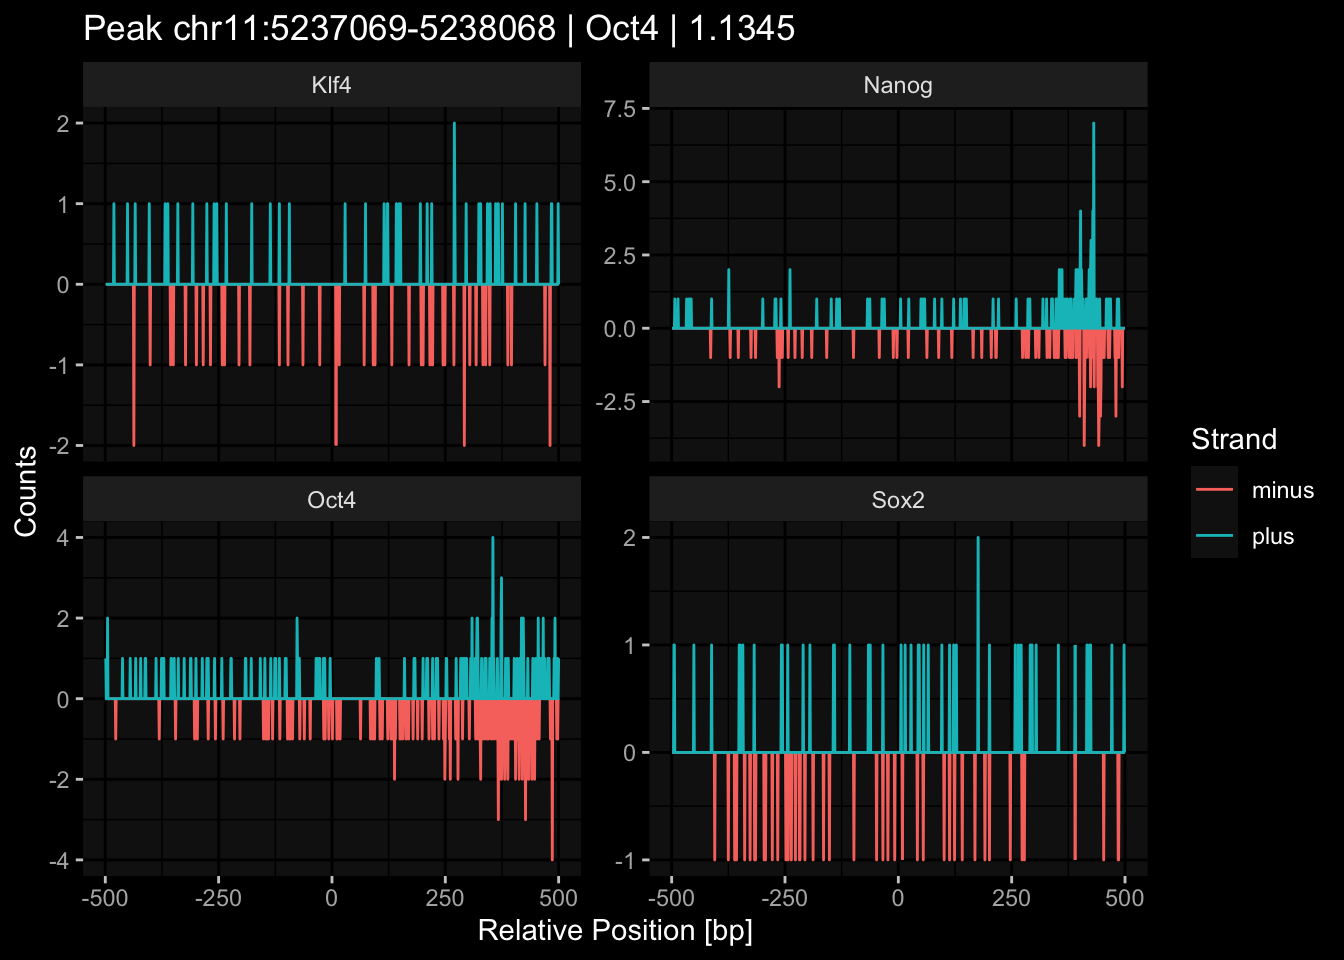 Peak chr11:5237069-5238068 | Oct4 | 1.1345
Klf4
2
1
0
-1
-2
Nanog
7.5
5.0
2.5
0.0
-2.5
Counts
Oct4
4
2
0
-2
-4
-500
-250
0
250
500
Sox2
2
1
0
-1
-500
-250
0
250
500
Relative Position [bp]
Strand
minus
plus